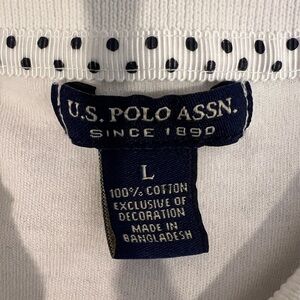 U.S. POLO ASSN.
SINCE 1890
L
100% COTTON
EXCLUSIVE OF
DECORATION
MADE IN
BANGLADESH